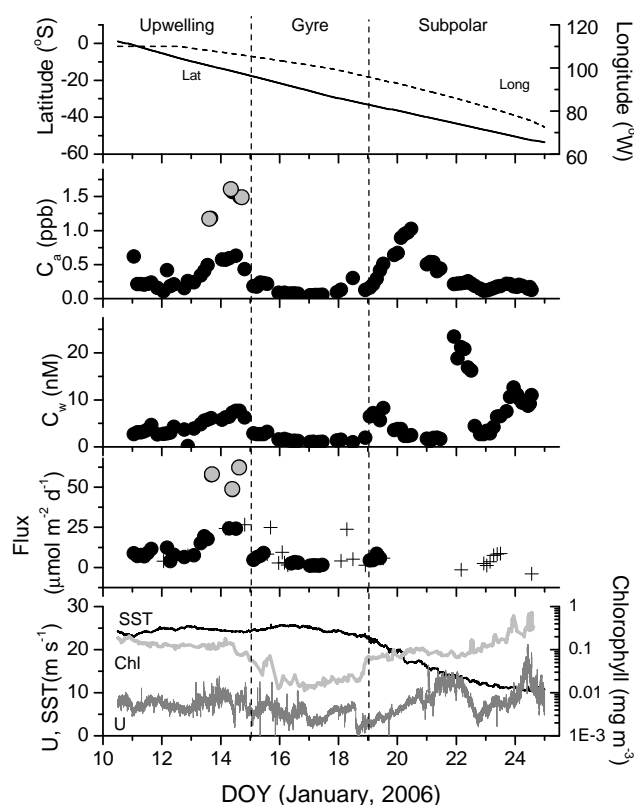 Upwelling Gyre Subpolar
Latitude (°S)
0
-20
-40
-60
Lat
Long
Longitude (°W)
100
80
60
C_a (ppb)
1.5
1.0
0.5
0.0
C_w (nM)
20
10
0
Flux
(μmol m⁻² d⁻¹)
50
25
0
U, SST(m s⁻¹)
30
20
10
0
SST
Chl
U
Chlorophyll (mg m⁻³)
1
0.1
0.01
1E-3
10 12 14 16 18 20 22 24
DOY (January, 2006)